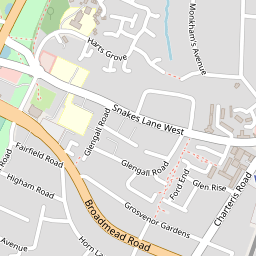 Monkham's Avenue
Harts Grove
Snakes Lane West
Glengall Road
Fairfield Road
Road
Glengall Road
Ford End
Glen Rise
Higham Road
Charteris Road
Broadmead Road
Grosvenor Gardens
Avenue
Horn Lane